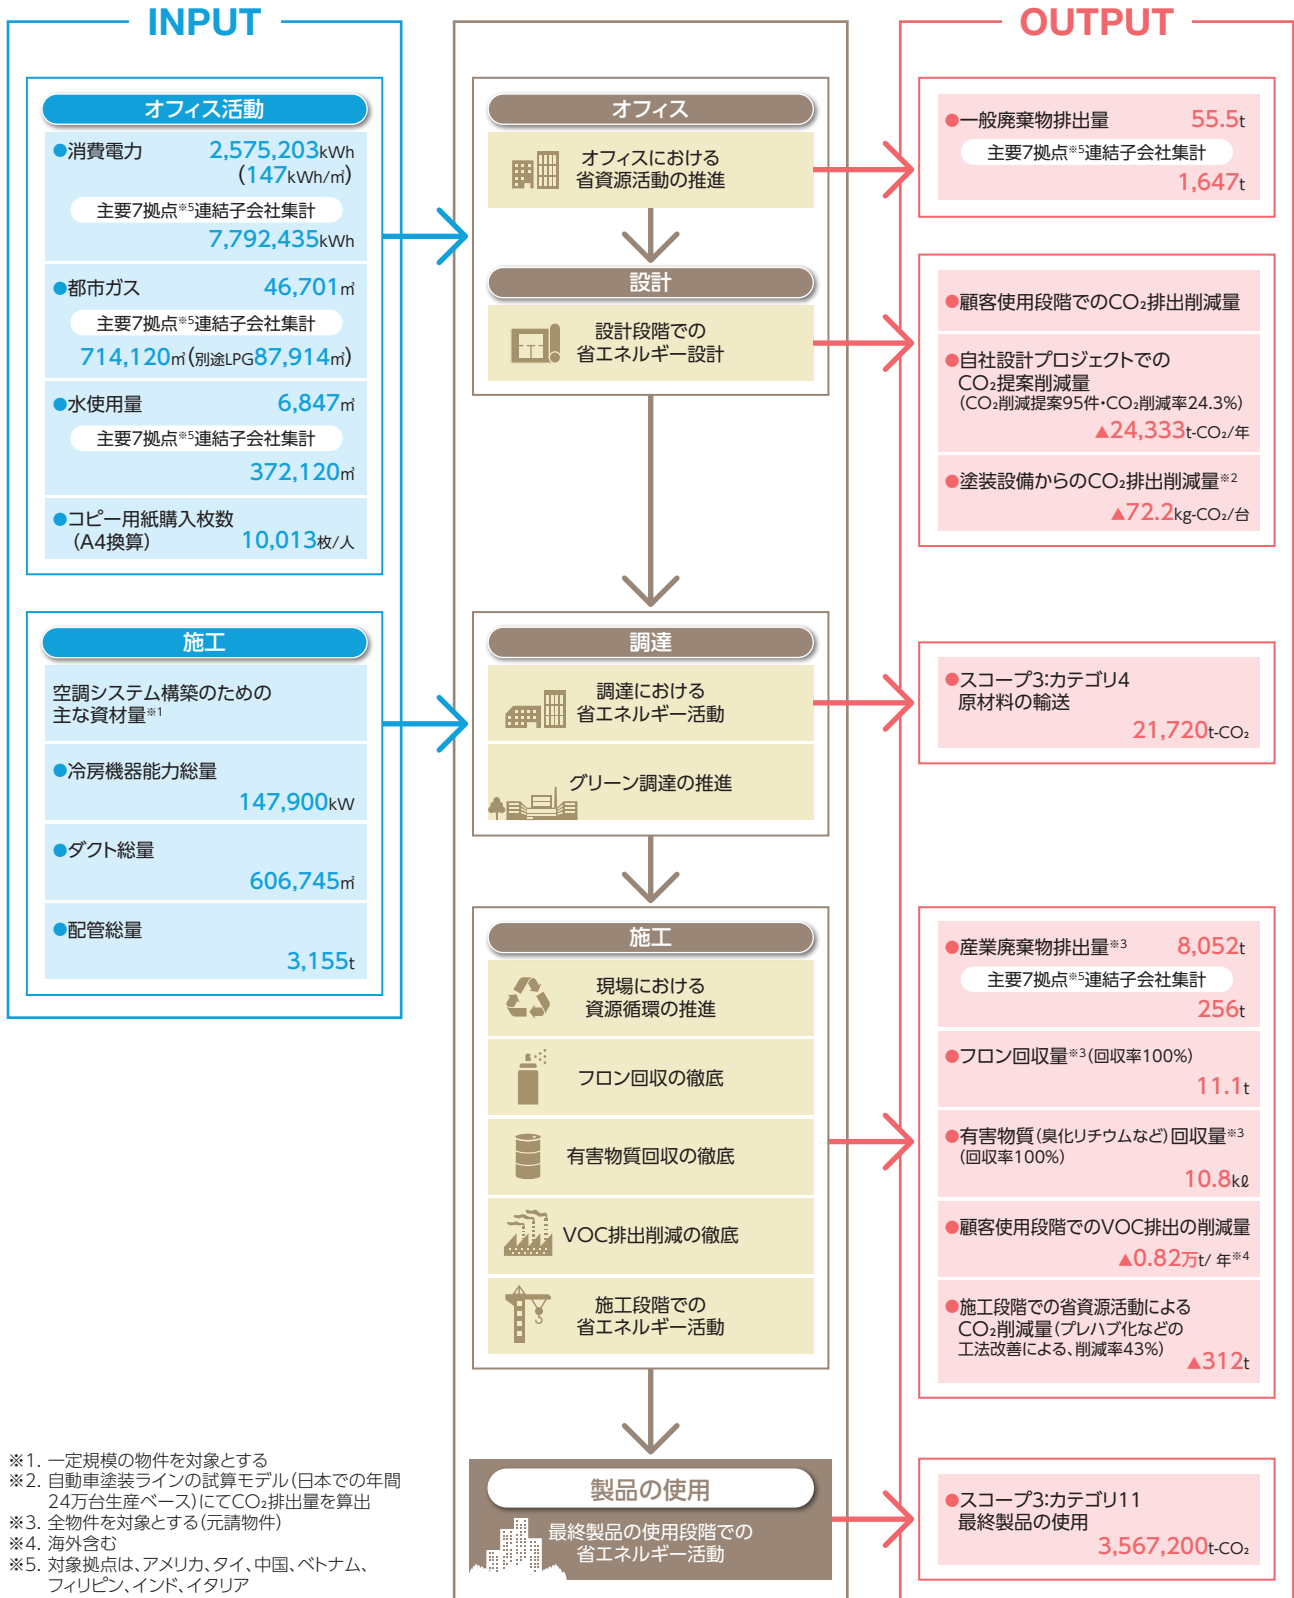 INPUT
オフィス活動
●消費電力 2,575,203kWh
(147kWh/㎡)
主要7拠点※5連結子会社集計
7,792,435kWh
●都市ガス 46,701㎥
主要7拠点※5連結子会社集計
714,120㎥(別途LPG87,914㎥)
●水使用量 6,847㎥
主要7拠点※5連結子会社集計
372,120㎥
●コピー用紙購入枚数
(A4換算) 10,013枚/人
施工
空調システム構築のための
主な資材量※1
●冷房機器能力総量
147,900kW
●ダクト総量
606,745㎡
●配管総量
3,155t
オフィス
オフィスにおける
省資源活動の推進
設計
設計段階での
省エネルギー設計
調達
調達における
省エネルギー活動
グリーン調達の推進
施工
現場における
資源循環の推進
フロン回収の徹底
有害物質回収の徹底
VOC排出削減の徹底
施工段階での
省エネルギー活動
製品の使用
最終製品の使用段階での
省エネルギー活動
OUTPUT
●一般廃棄物排出量 55.5t
主要7拠点※5連結子会社集計
1,647t
●顧客使用段階でのCO₂排出削減量
●自社設計プロジェクトでの
CO₂提案削減量
(CO₂削減提案95件・CO₂削減率24.3%)
▲24,333t-CO₂/年
●塗装設備からのCO₂排出削減量※2
▲72.2kg-CO₂/台
●スコープ3:カテゴリ4
原材料の輸送
21,720t-CO₂
●産業廃棄物排出量※3 8,052t
主要7拠点※5連結子会社集計
256t
●フロン回収量※3(回収率100%)
11.1t
●有害物質(臭化リチウムなど)回収量※3
(回収率100%)
10.8kℓ
●顧客使用段階でのVOC排出の削減量
▲0.82万t/ 年※4
●施工段階での省資源活動による
CO₂削減量(プレハブ化などの
工法改善による、削減率43%)
▲312t
●スコープ3:カテゴリ11
最終製品の使用
3,567,200t-CO₂
※1. 一定規模の物件を対象とする
※2. 自動車塗装ラインの試算モデル(日本での年間
24万台生産ベース)にてCO₂排出量を算出
※3. 全物件を対象とする(元請物件)
※4. 海外含む
※5. 対象拠点は、アメリカ、タイ、中国、ベトナム、
フィリピン、インド、イタリア